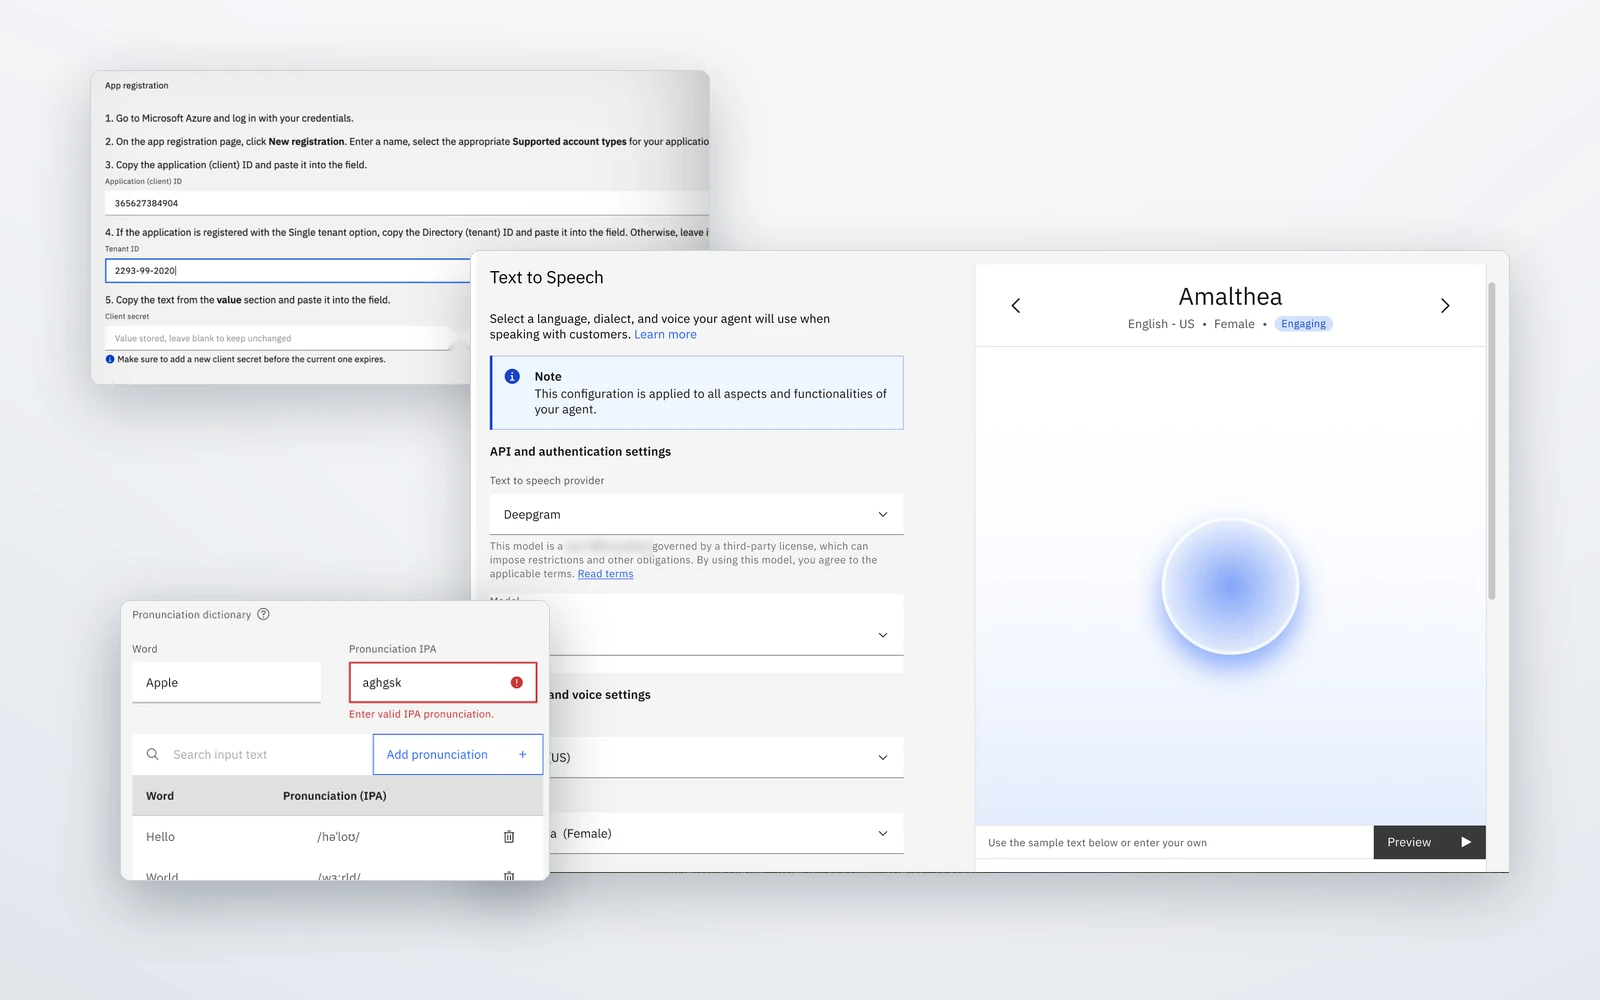 App registration
1. Go to Microsoft Azure and log in with your credentials.
2. On the app registration page, click New registration. Enter a name, select the appropriate Supported account types for your applicatio
3. Copy the application (client) ID and paste it into the field.
Application (client) ID
365627384904
4. If the application is registered with the Single tenant option, copy the Directory (tenant) ID and paste it into the field. Otherwise, leave i
Tenant ID
2293-99-2020
5. Copy the text from the value section and paste it into the field.
Client secret
Value stored, leave blank to keep unchanged
Make sure to add a new client secret before the current one expires.
Text to Speech
Select a language, dialect, and voice your agent will use when
speaking with customers. Learn more
Note
This configuration is applied to all aspects and functionalities of
your agent.
API and authentication settings
Text to speech provider
Deepgram
This model is a governed by a third-party license, which can
impose restrictions and other obligations. By using this model, you agree to the
applicable terms. Read terms
Model
and voice settings
(US)
a (Female)
Amalthea
English - US • Female • Engaging
Use the sample text below or enter your own
Preview
Pronunciation dictionary
Word
Pronunciation IPA
Apple
aghgsk
Enter valid IPA pronunciation.
Search input text
Add pronunciation +
Word
Pronunciation (IPA)
Hello
/həˈloʊ/
World
/wɜːrld/